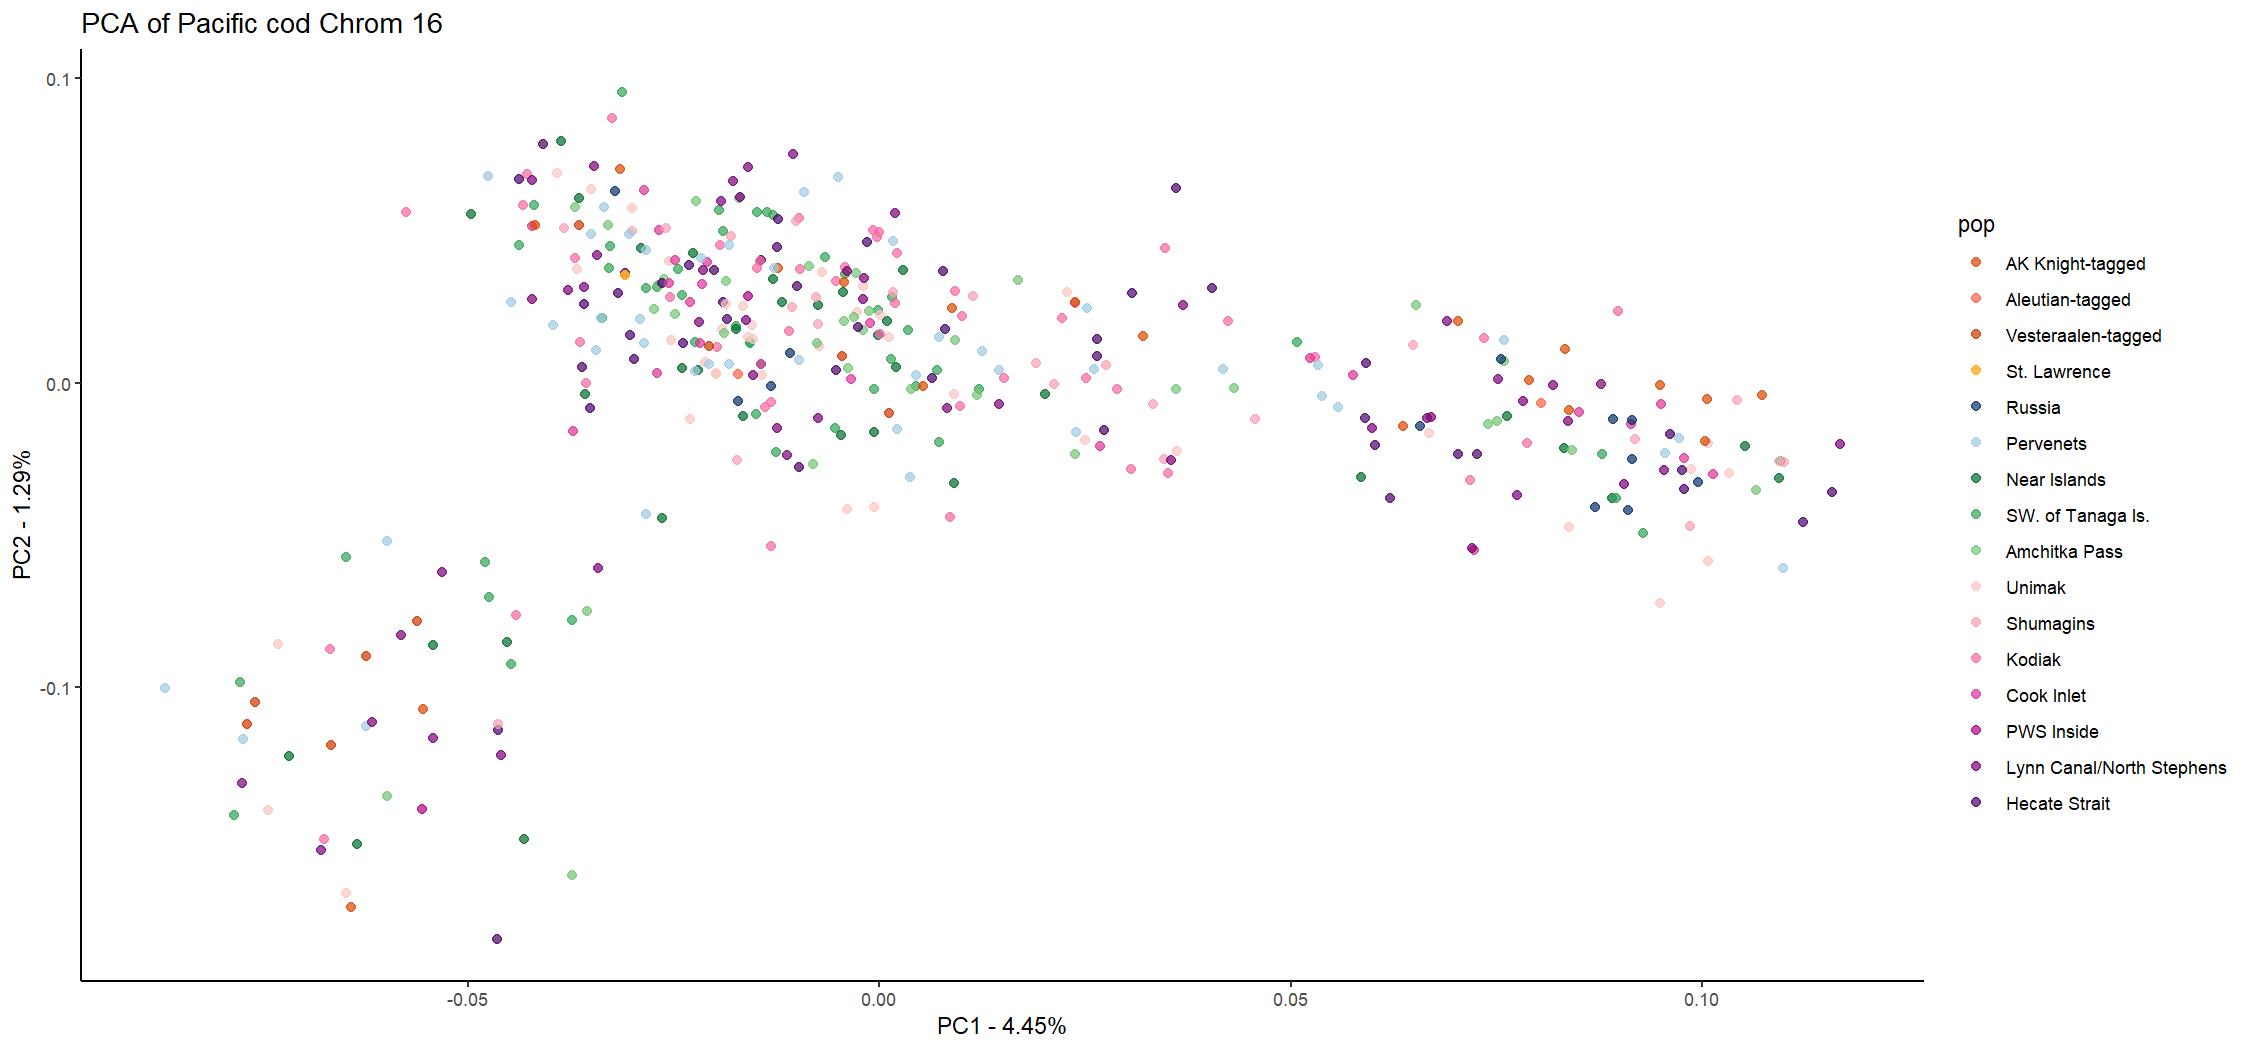 PCA of Pacific cod Chrom 16
0.1
0.0
-0.1
PC2 - 1.29%
-0.05
0.00
0.05
0.10
PC1 - 4.45%
pop
AK Knight-tagged
Aleutian-tagged
Vesteraalen-tagged
St. Lawrence
Russia
Pervenets
Near Islands
SW. of Tanaga Is.
Amchitka Pass
Unimak
Shumagins
Kodiak
Cook Inlet
PWS Inside
Lynn Canal/North Stephens
Hecate Strait